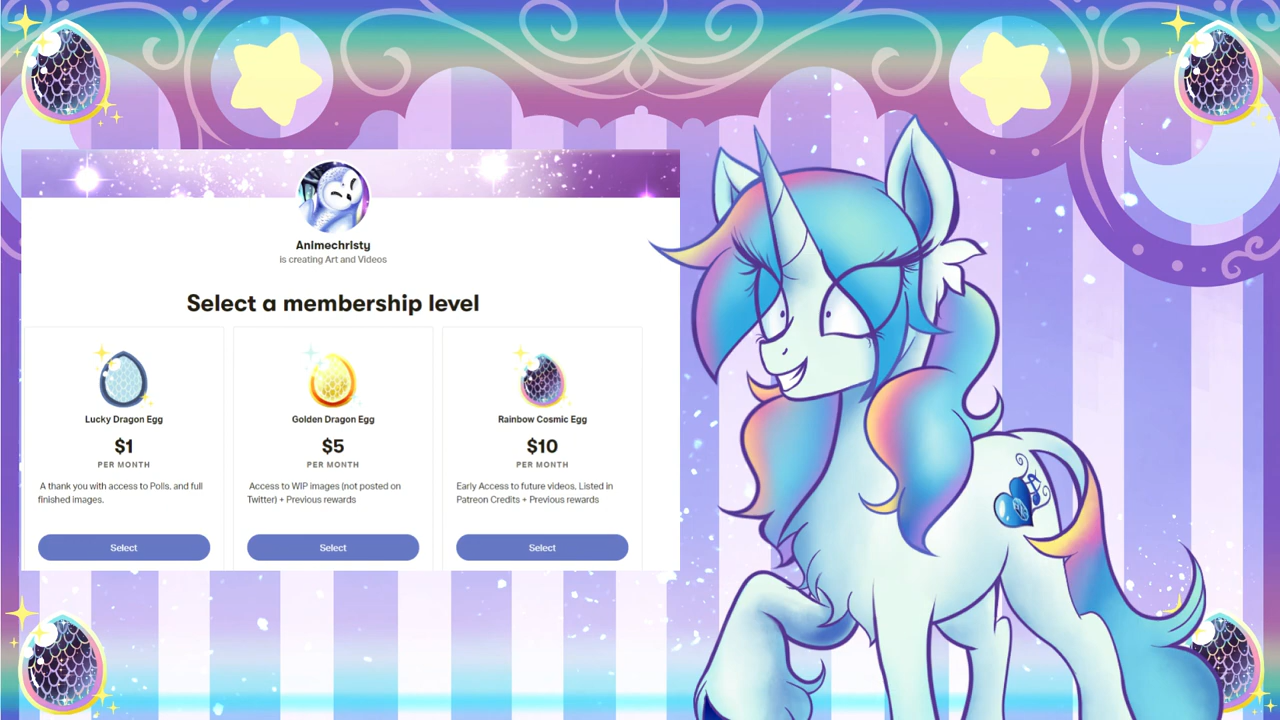 Animechristy
is creating Art and Videos
Select a membership level
Lucky Dragon Egg
$1
PER MONTH
A thank you with access to Polls, and full
finished images.
Select
Golden Dragon Egg
$5
PER MONTH
Access to WIP images (not posted on
Twitter) + Previous rewards
Select
Rainbow Cosmic Egg
$10
PER MONTH
Early Access to future videos, Listed in
Patreon Credits + Previous rewards
Select